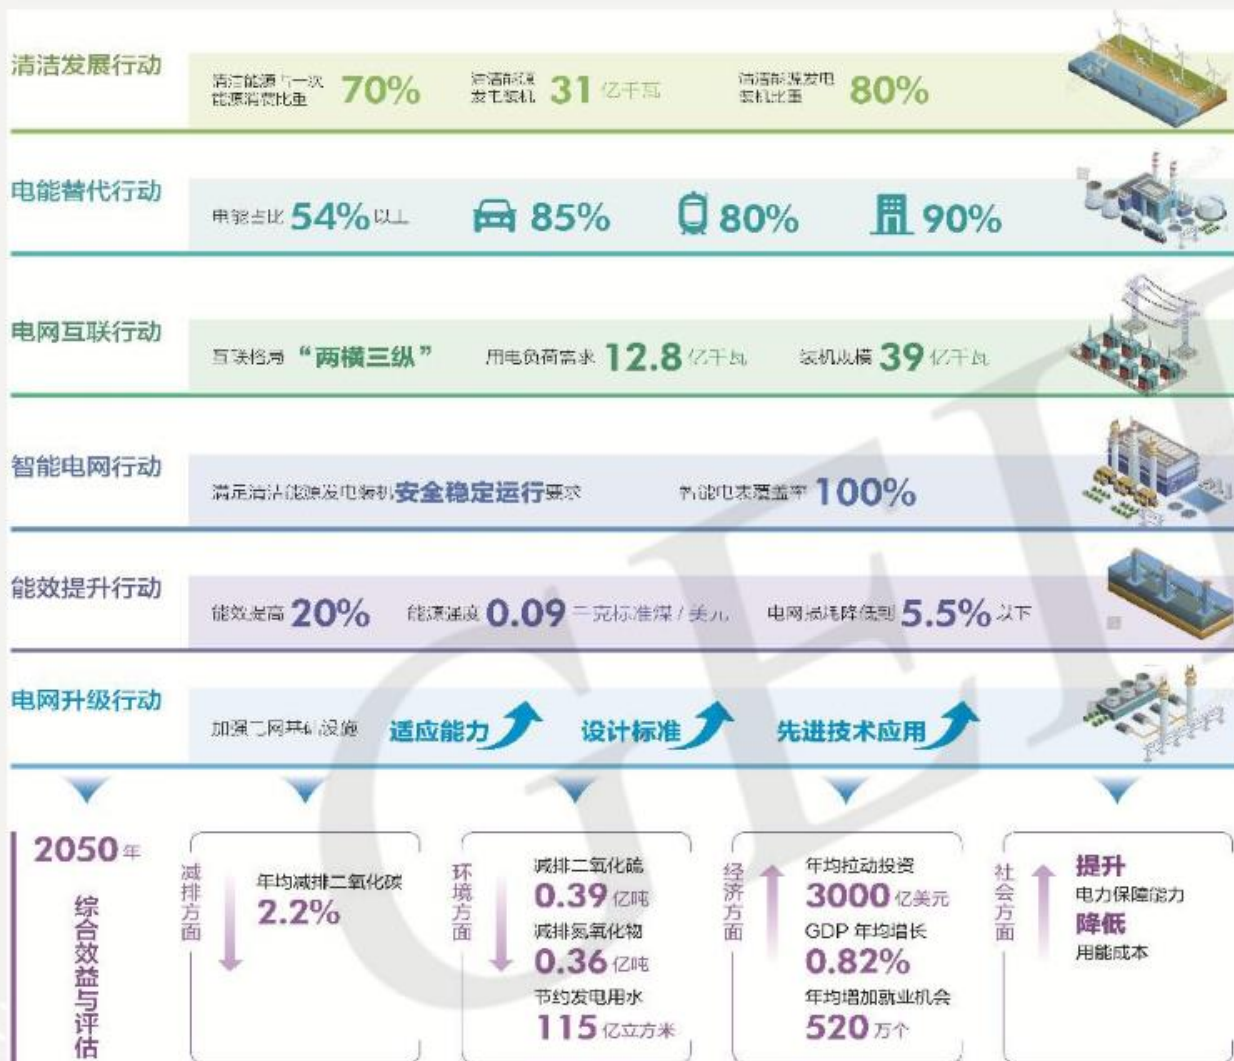 清洁发展行动
清洁能源占一次
能源消费比重 70%
清洁能源
发电装机 31 亿千瓦
清洁能源发电
装机比重 80%
电能替代行动
电能占比 54% 以上
85%
80%
90%
电网互联行动
互联格局 “两横三纵”
用电负荷需求 12.8 亿千瓦
装机规模 39 亿千瓦
智能电网行动
满足清洁能源发电装机安全稳定运行要求
智能电表覆盖率 100%
能效提升行动
能效提高 20%
能源强度 0.09 千克标准煤 / 美元
电网损耗降低到 5.5% 以下
电网升级行动
加强电网基础设施
适应能力
设计标准
先进技术应用
2050 年
综合效益与评估
减排方面
年均减排二氧化碳
2.2%
环境方面
减排二氧化硫
0.39 亿吨
减排氮氧化物
0.36 亿吨
节约发电用水
115 亿立方米
经济方面
年均拉动投资
3000 亿美元
GDP 年均增长
0.82%
年均增加就业机会
520 万个
社会方面
提升
电力保障能力
降低
用能成本